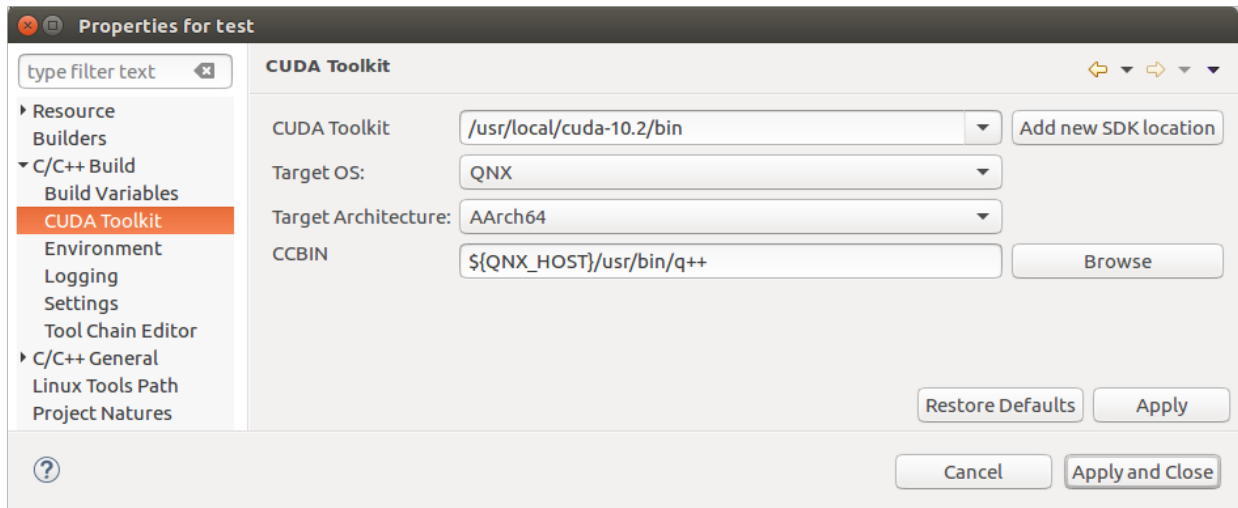 Properties for test
type filter text
CUDA Toolkit
Resource
Builders
C/C++ Build
Build Variables
CUDA Toolkit
Environment
Logging
Settings
Tool Chain Editor
C/C++ General
Linux Tools Path
Project Natures
CUDA Toolkit /usr/local/cuda-10.2/bin Add new SDK location
Target OS: QNX
Target Architecture: AArch64
CCBIN ${QNX_HOST}/usr/bin/q++ Browse
Restore Defaults Apply
? Cancel Apply and Close